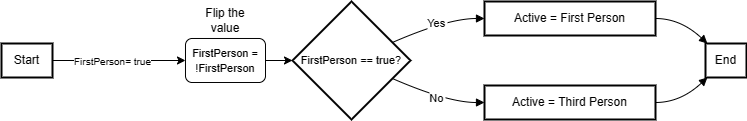 Flip the
value
Start
FirstPerson= true
FirstPerson =
!FirstPerson
FirstPerson == true?
Yes
Active = First Person
No
Active = Third Person
End